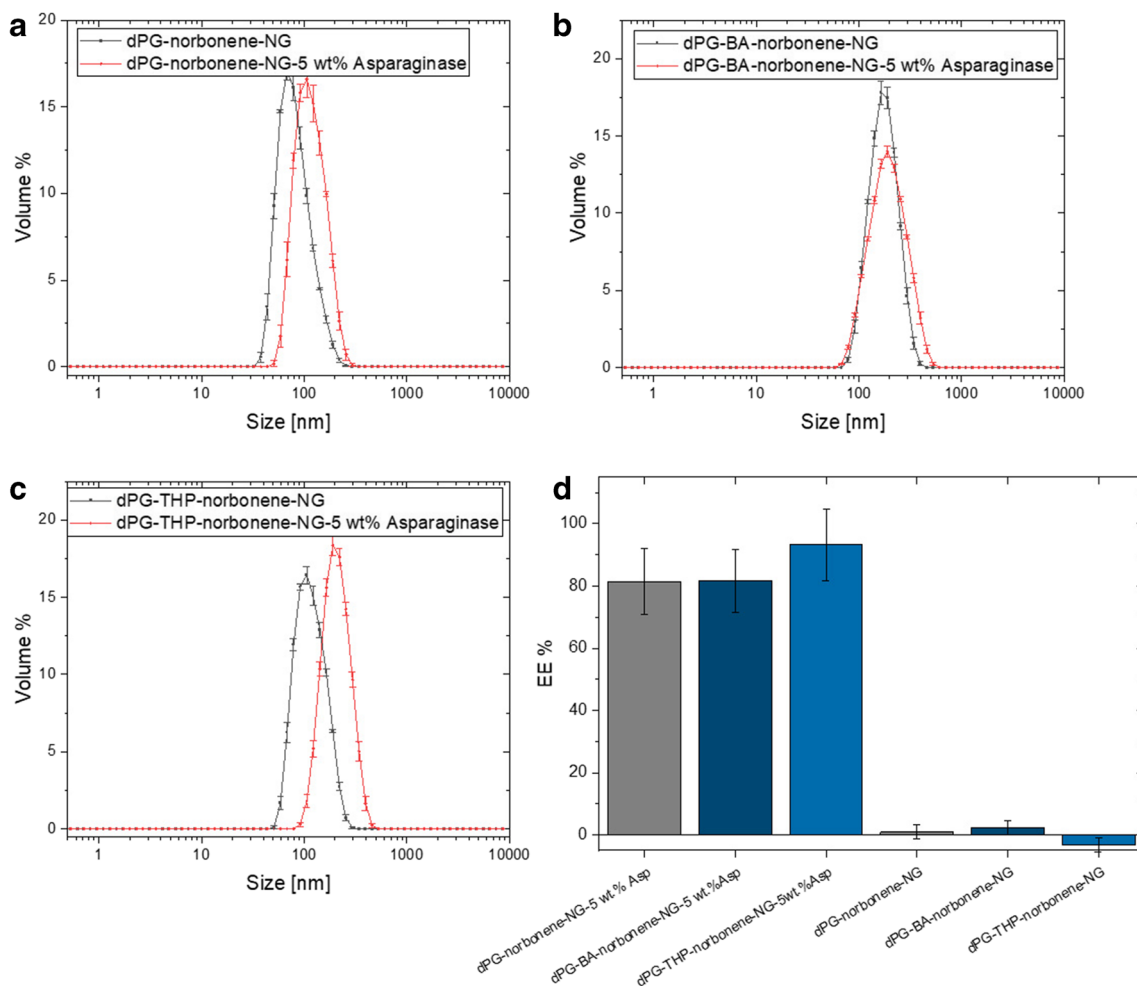 a
dPG-norbonene-NG
dPG-norbonene-NG-5 wt% Asparaginase
20
15
10
5
0
Volume %
1
10
100
1000
10000
Size [nm]
b
dPG-BA-norbonene-NG
dPG-BA-norbonene-NG-5 wt% Asparaginase
20
15
10
5
0
Volume %
1
10
100
1000
10000
Size [nm]
c
dPG-THP-norbonene-NG
dPG-THP-norbonene-NG-5 wt% Asparaginase
20
15
10
5
0
Volume %
1
10
100
1000
10000
Size [nm]
d
100
80
60
40
20
0
EE %
dPG-norbonene-NG-5 wt.% Asp
dPG-BA-norbonene-NG-5 wt.%Asp
dPG-THP-norbonene-NG-5wt.%Asp
dPG-norbonene-NG
dPG-BA-norbonene-NG
dPG-THP-norbonene-NG